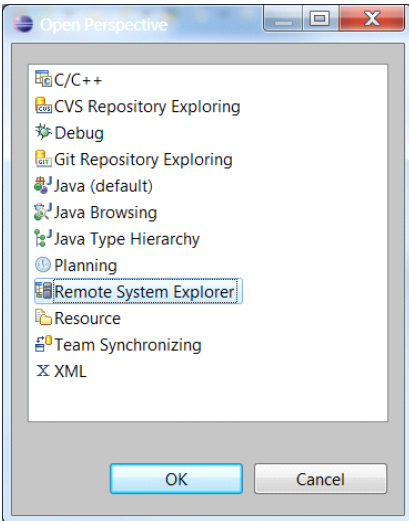 Open Perspective
C/C++
CVS Repository Exploring
Debug
Git Repository Exploring
Java (default)
Java Browsing
Java Type Hierarchy
Planning
Remote System Explorer
Resource
Team Synchronizing
X XML
OK Cancel